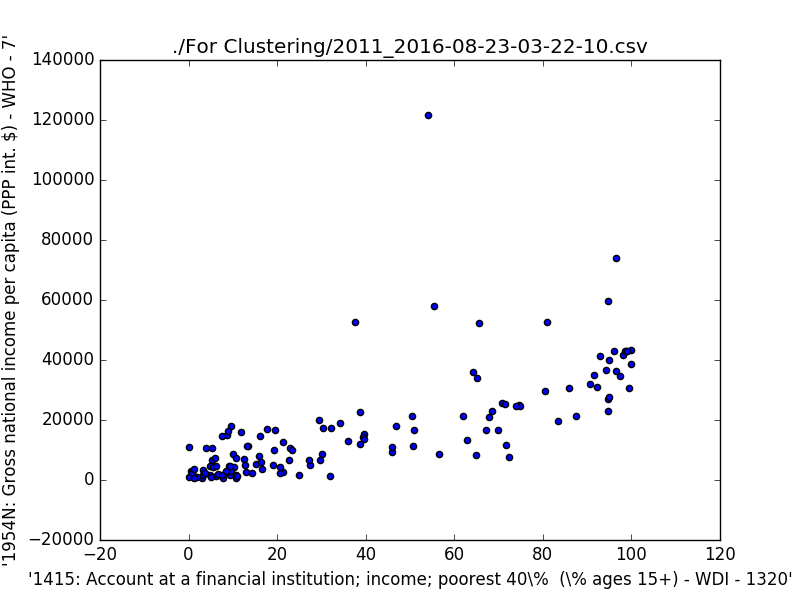 ./For Clustering/2011_2016-08-23-03-22-10.csv
'1954N: Gross national income per capita (PPP int. $) - WHO - 7'
140000
120000
100000
80000
60000
40000
20000
0
−20000
−20 0 20 40 60 80 100 120
'1415: Account at a financial institution; income; poorest 40\% (\% ages 15+) - WDI - 1320'